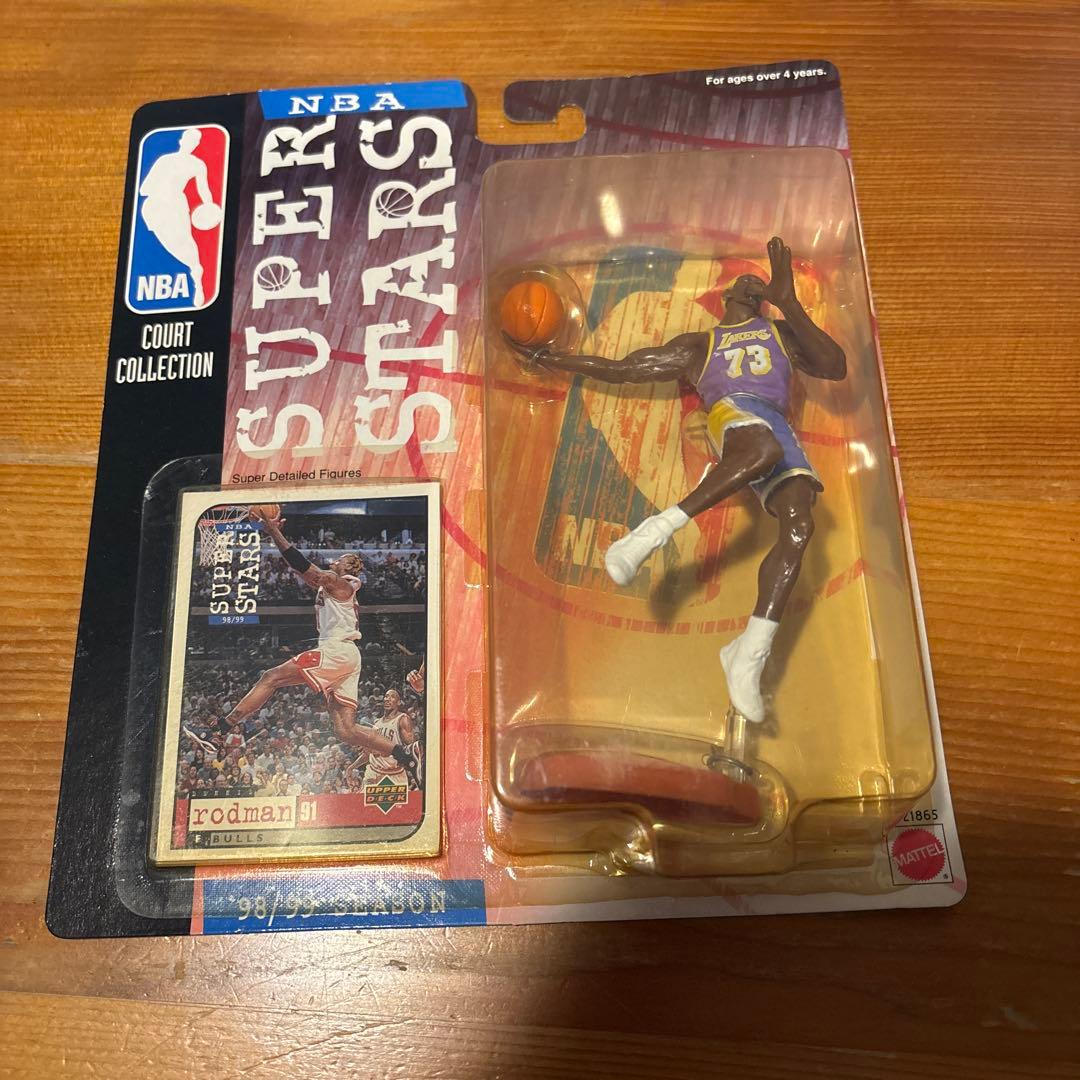 For ages over 4 years.
NBA
SUPER
STARS
NBA
COURT
COLLECTION
Super Detailed Figures
LAKERS
73
NBA
SUPER
STARS
98/99
rodman 91
F BULLS
UPPER
DECK
'98/99 SEASON
21865
MATTEL